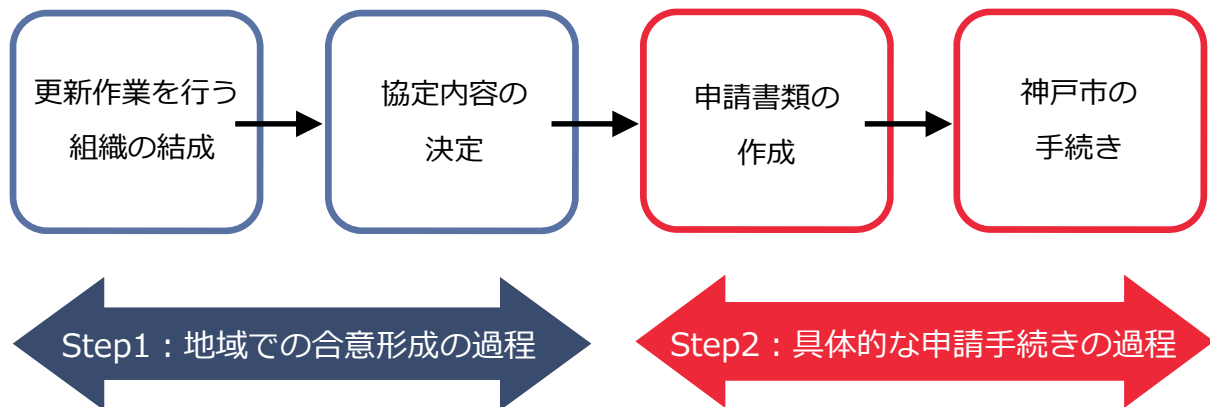 更新作業を行う
組織の結成
協定内容の
決定
申請書類の
作成
神戸市の
手続き
Step1：地域での合意形成の過程
Step2：具体的な申請手続きの過程